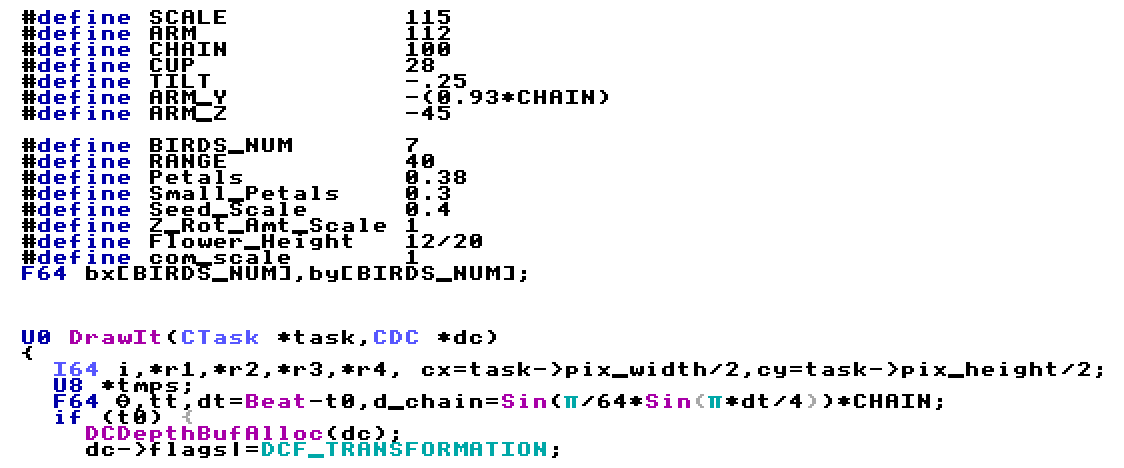 #define SCALE 115
#define ARM 112
#define CHAIN 100
#define CUP 28
#define TILT -.25
#define ARM_Y -(0.93*CHAIN)
#define ARM_Z -45
#define BIRDS_NUM 7
#define RANGE 40
#define Petals 0.38
#define Small_Petals 0.3
#define Seed_Scale 0.4
#define Z_Rot_Amt_Scale 1
#define Flower_Height 12/20
#define com_scale 1
F64 bx[BIRDS_NUM],by[BIRDS_NUM];
U0 DrawIt(CTask *task,CDC *dc)
{
I64 i,*r1,*r2,*r3,*r4, cx=task->pix_width/2,cy=task->pix_height/2;
U8 *tmps;
F64 θ,tt,dt=Beat-t0,d_chain=Sin(π/64*Sin(π*dt/4))*CHAIN;
if (t0) {
DCDepthBufAlloc(dc);
dc->flags|=DCF_TRANSFORMATION;